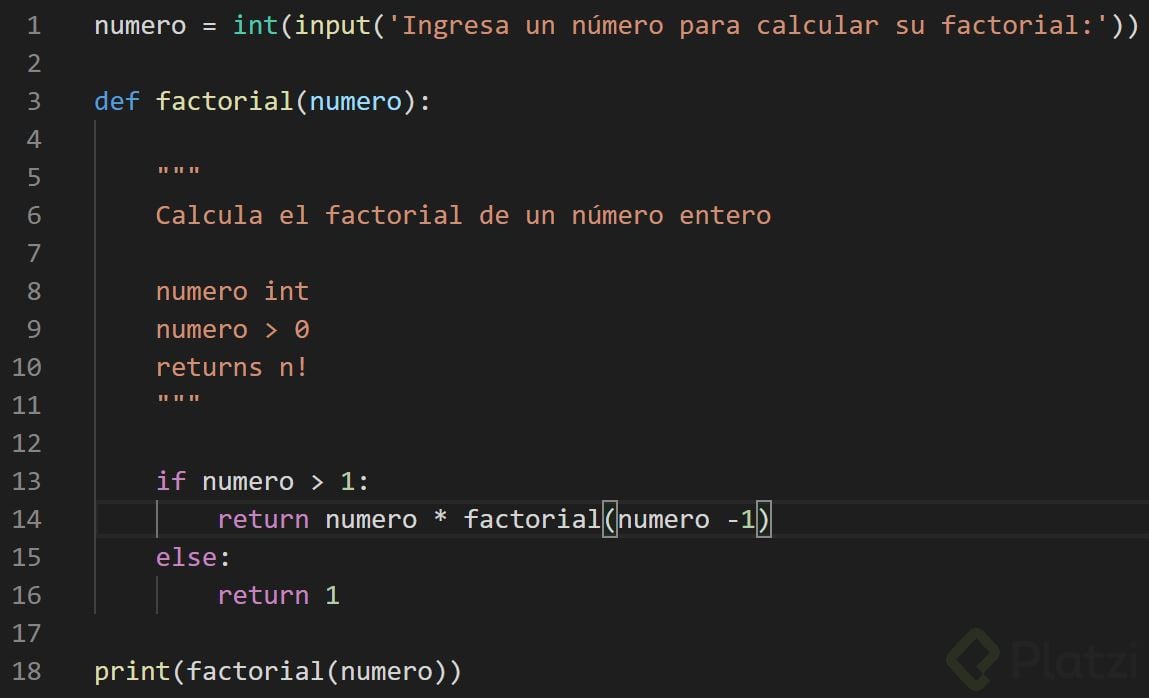 1 numero = int(input('Ingresa un número para calcular su factorial:'))
2
3 def factorial(numero):
4
5     """
6     Calcula el factorial de un número entero
7
8     numero int
9     numero > 0
10     returns n!
11     """
12
13     if numero > 1:
14         return numero * factorial(numero -1)
15     else:
16         return 1
17
18 print(factorial(numero))
Platzi